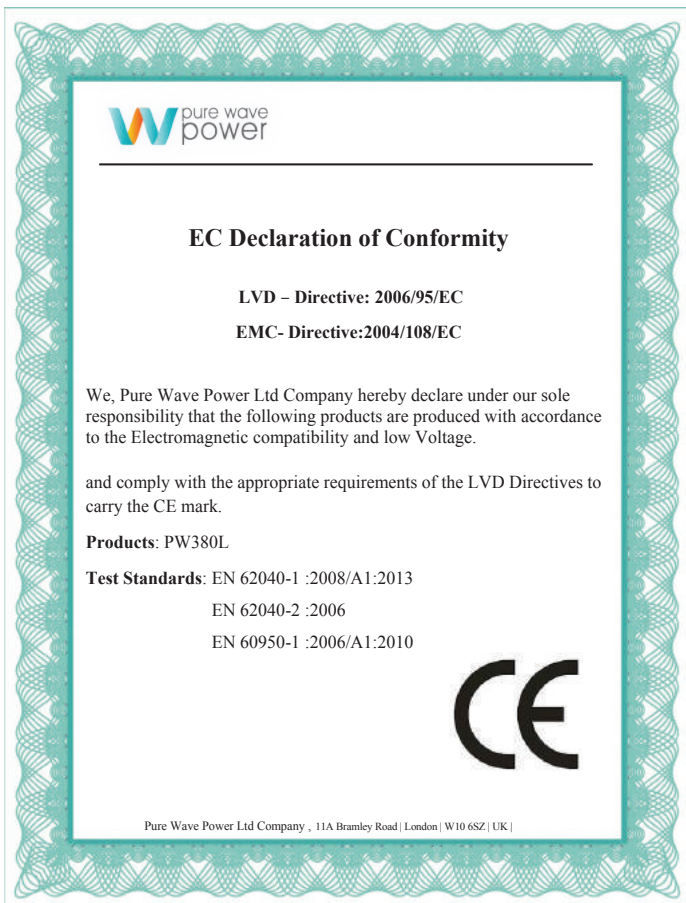 pure wave
power
EC Declaration of Conformity
LVD – Directive: 2006/95/EC
EMC- Directive:2004/108/EC
We, Pure Wave Power Ltd Company hereby declare under our sole
responsibility that the following products are produced with accordance
to the Electromagnetic compatibility and low Voltage.
and comply with the appropriate requirements of the LVD Directives to
carry the CE mark.
Products: PW380L
Test Standards: EN 62040-1 :2008/A1:2013
EN 62040-2 :2006
EN 60950-1 :2006/A1:2010
CE
Pure Wave Power Ltd Company , 11A Bramley Road | London | W10 6SZ | UK |